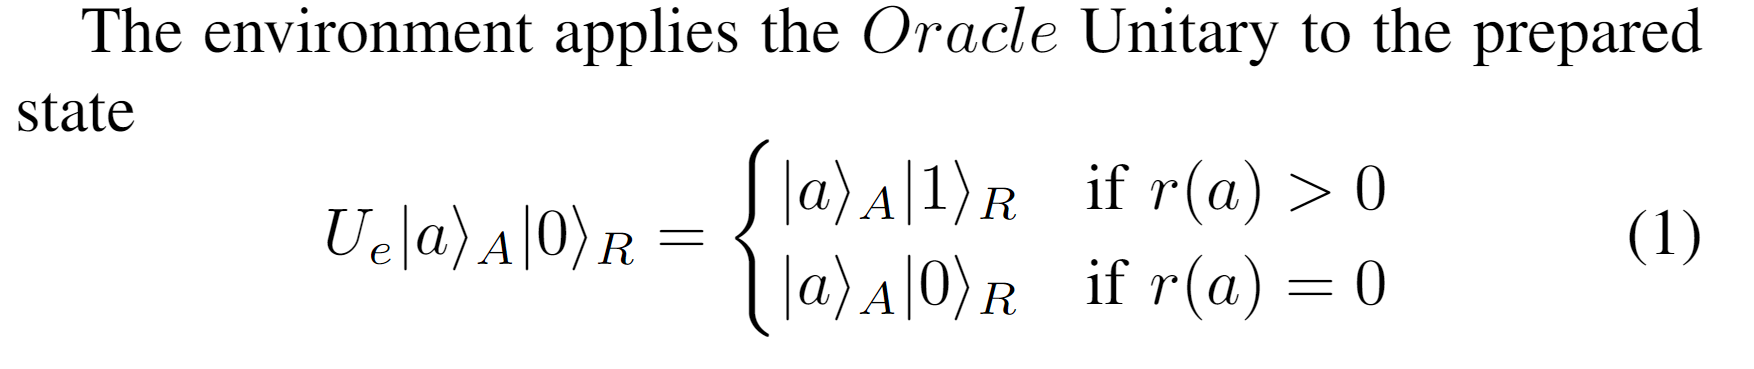 The environment applies the Oracle Unitary to the prepared
state
U_e|a⟩_A|0⟩_R = { |a⟩_A|1⟩_R if r(a) > 0
|a⟩_A|0⟩_R if r(a) = 0 (1)